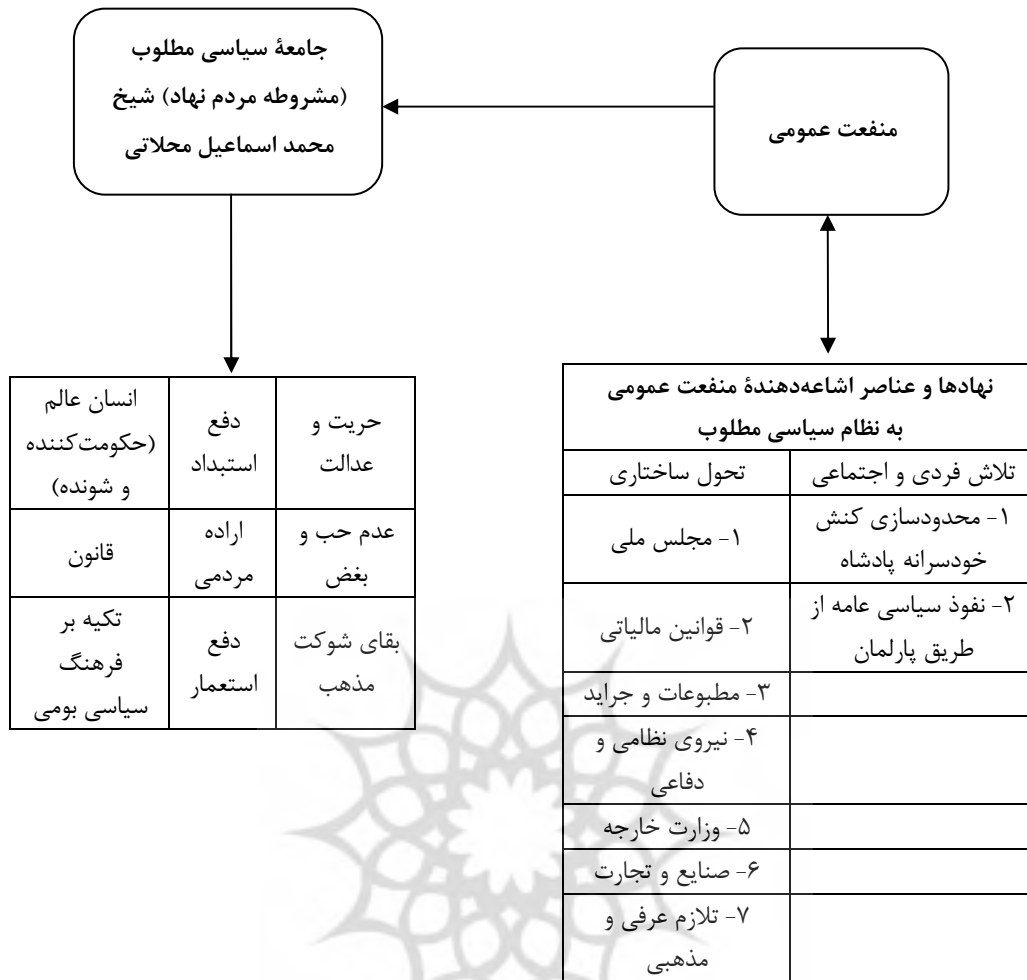 منفعت عمومی
جامعهٔ سیاسی مطلوب
(مشروطه مردم نهاد) شیخ
محمد اسماعیل محلاتی
نهادها و عناصر اشاعه‌دهندهٔ منفعت عمومی
به نظام سیاسی مطلوب
تلاش فردی و اجتماعی
تحول ساختاری
۱- محدودسازی کنش
خودسرانه پادشاه
۱- مجلس ملی
۲- نفوذ سیاسی عامه از
طریق پارلمان
۲- قوانین مالیاتی
۳- مطبوعات و جراید
۴- نیروی نظامی و
دفاعی
۵- وزارت خارجه
۶- صنایع و تجارت
۷- تلازم عرفی و
مذهبی
حریت و
عدالت
دفع
استبداد
انسان عالم
(حکومت‌کننده
و شونده)
عدم حب و
بغض
اراده
مردمی
قانون
بقای شوکت
مذهب
دفع
استعمار
تکیه بر
فرهنگ
سیاسی بومی